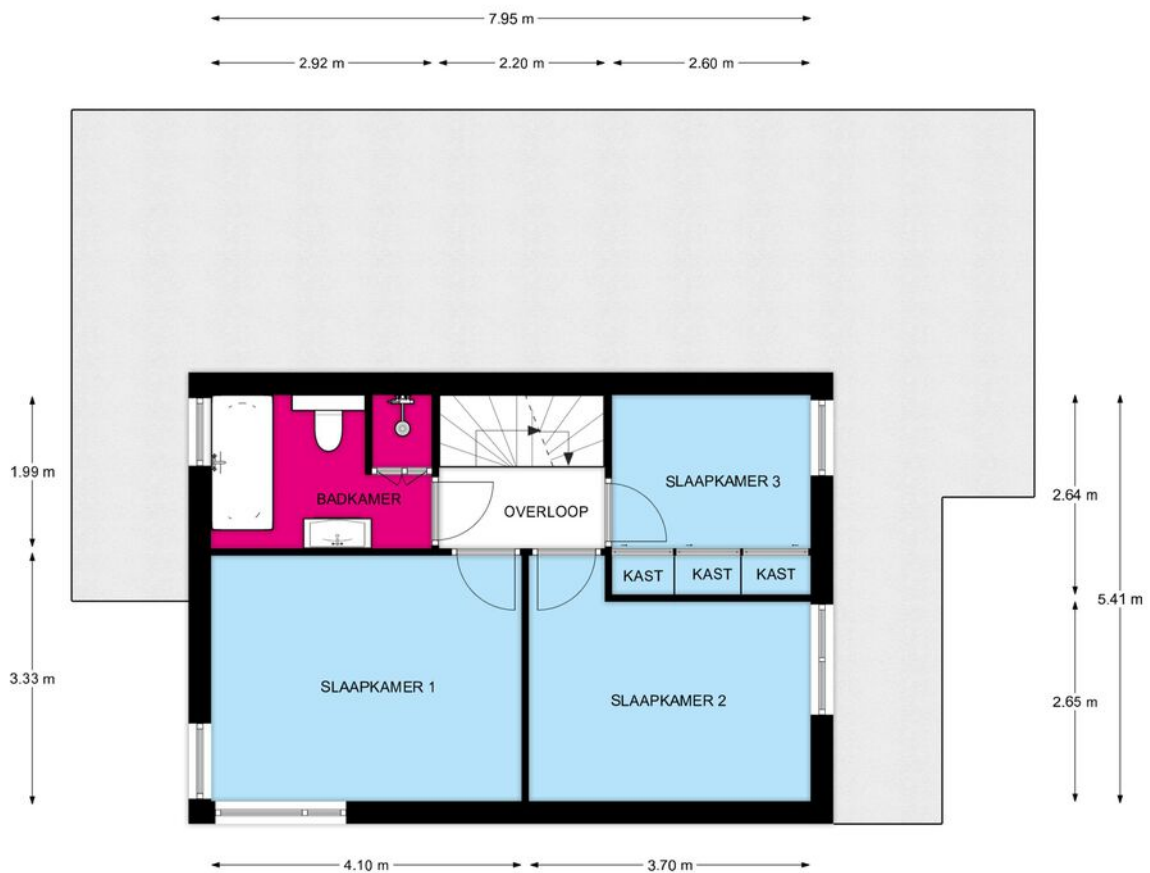 7.95 m
2.92 m
2.20 m
2.60 m
1.99 m
BADKAMER
OVERLOOP
SLAAPKAMER 3
2.64 m
KAST
KAST
KAST
5.41 m
3.33 m
SLAAPKAMER 1
SLAAPKAMER 2
2.65 m
4.10 m
3.70 m